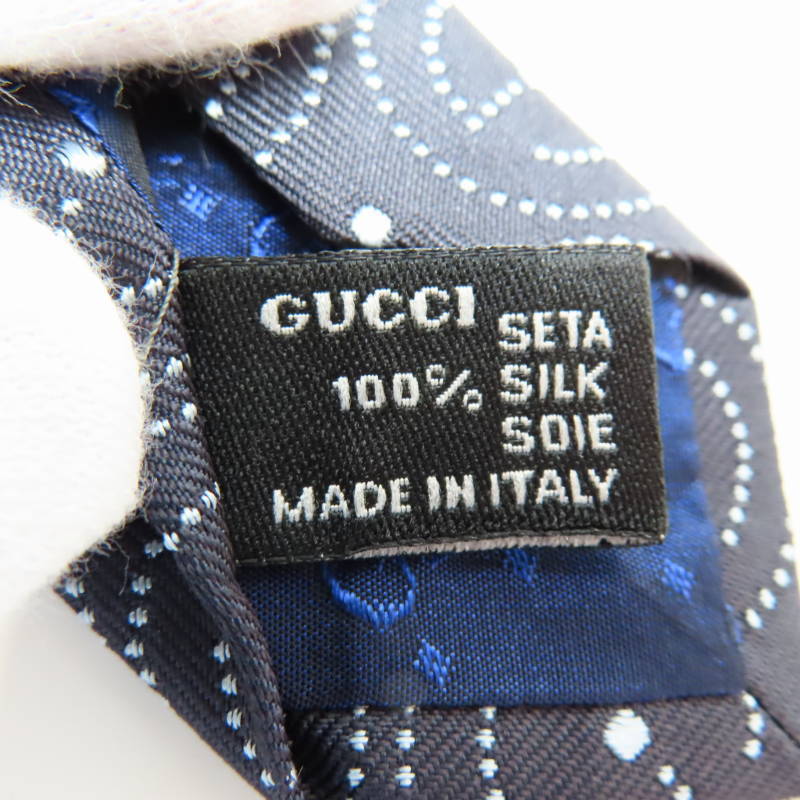 GUCCI
SETA
100% SILK
SOIE
MADE IN ITALY